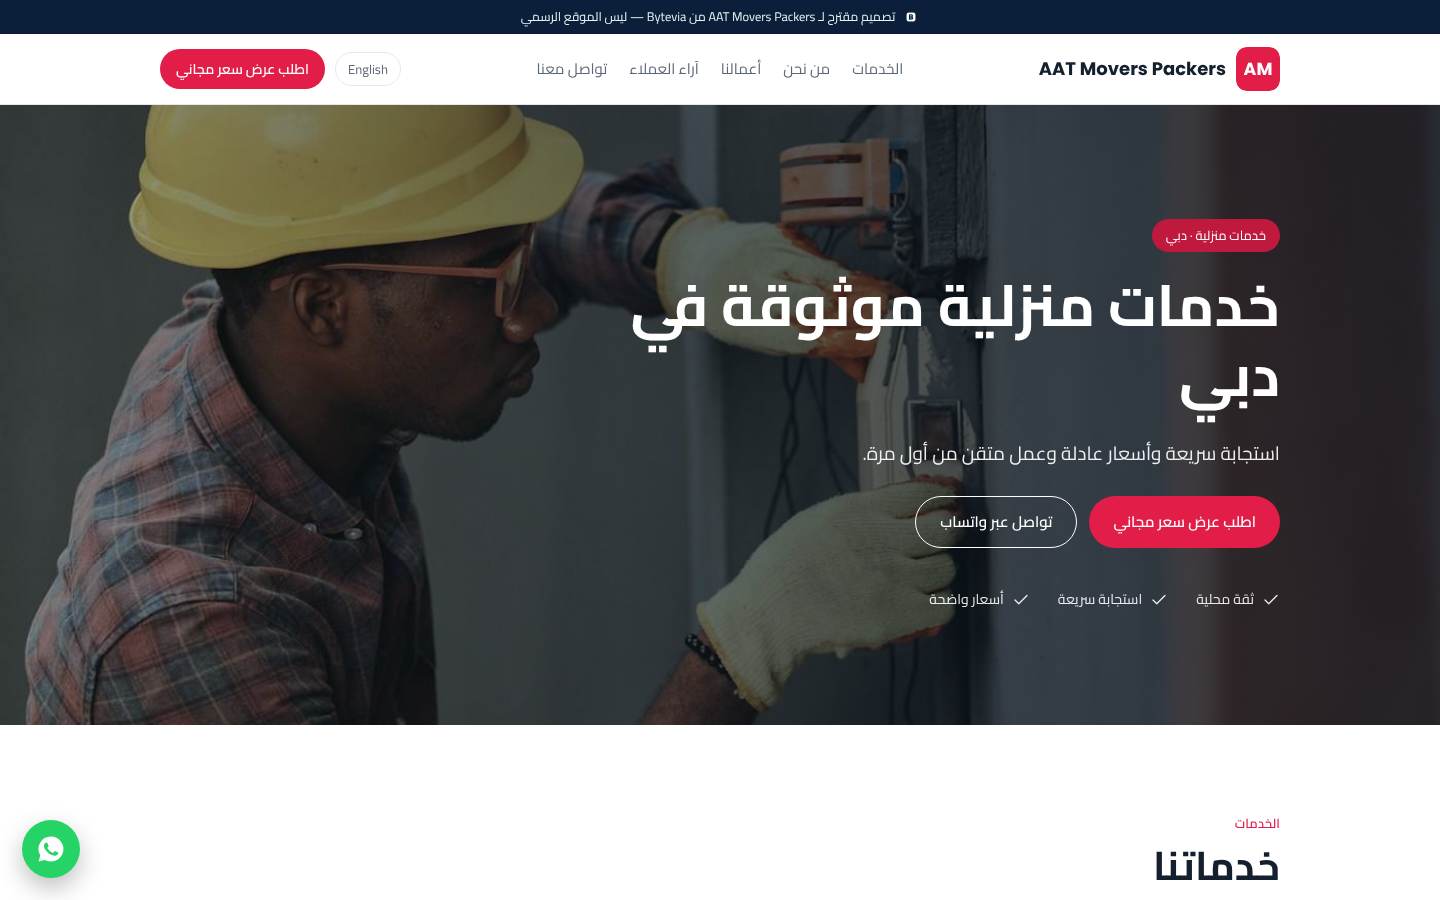 تصميم مقترح لـ AAT Movers Packers من Bytevia — ليس الموقع الرسمي
AM AAT Movers Packers
الخدمات من نحن أعمالنا آراء العملاء تواصل معنا
English
اطلب عرض سعر مجاني
خدمات منزلية · دبي
خدمات منزلية موثوقة في
دبي
استجابة سريعة وأسعار عادلة وعمل متقن من أول مرة.
اطلب عرض سعر مجاني تواصل عبر واتساب
ثقة محلية استجابة سريعة أسعار واضحة
الخدمات
خدماتنا